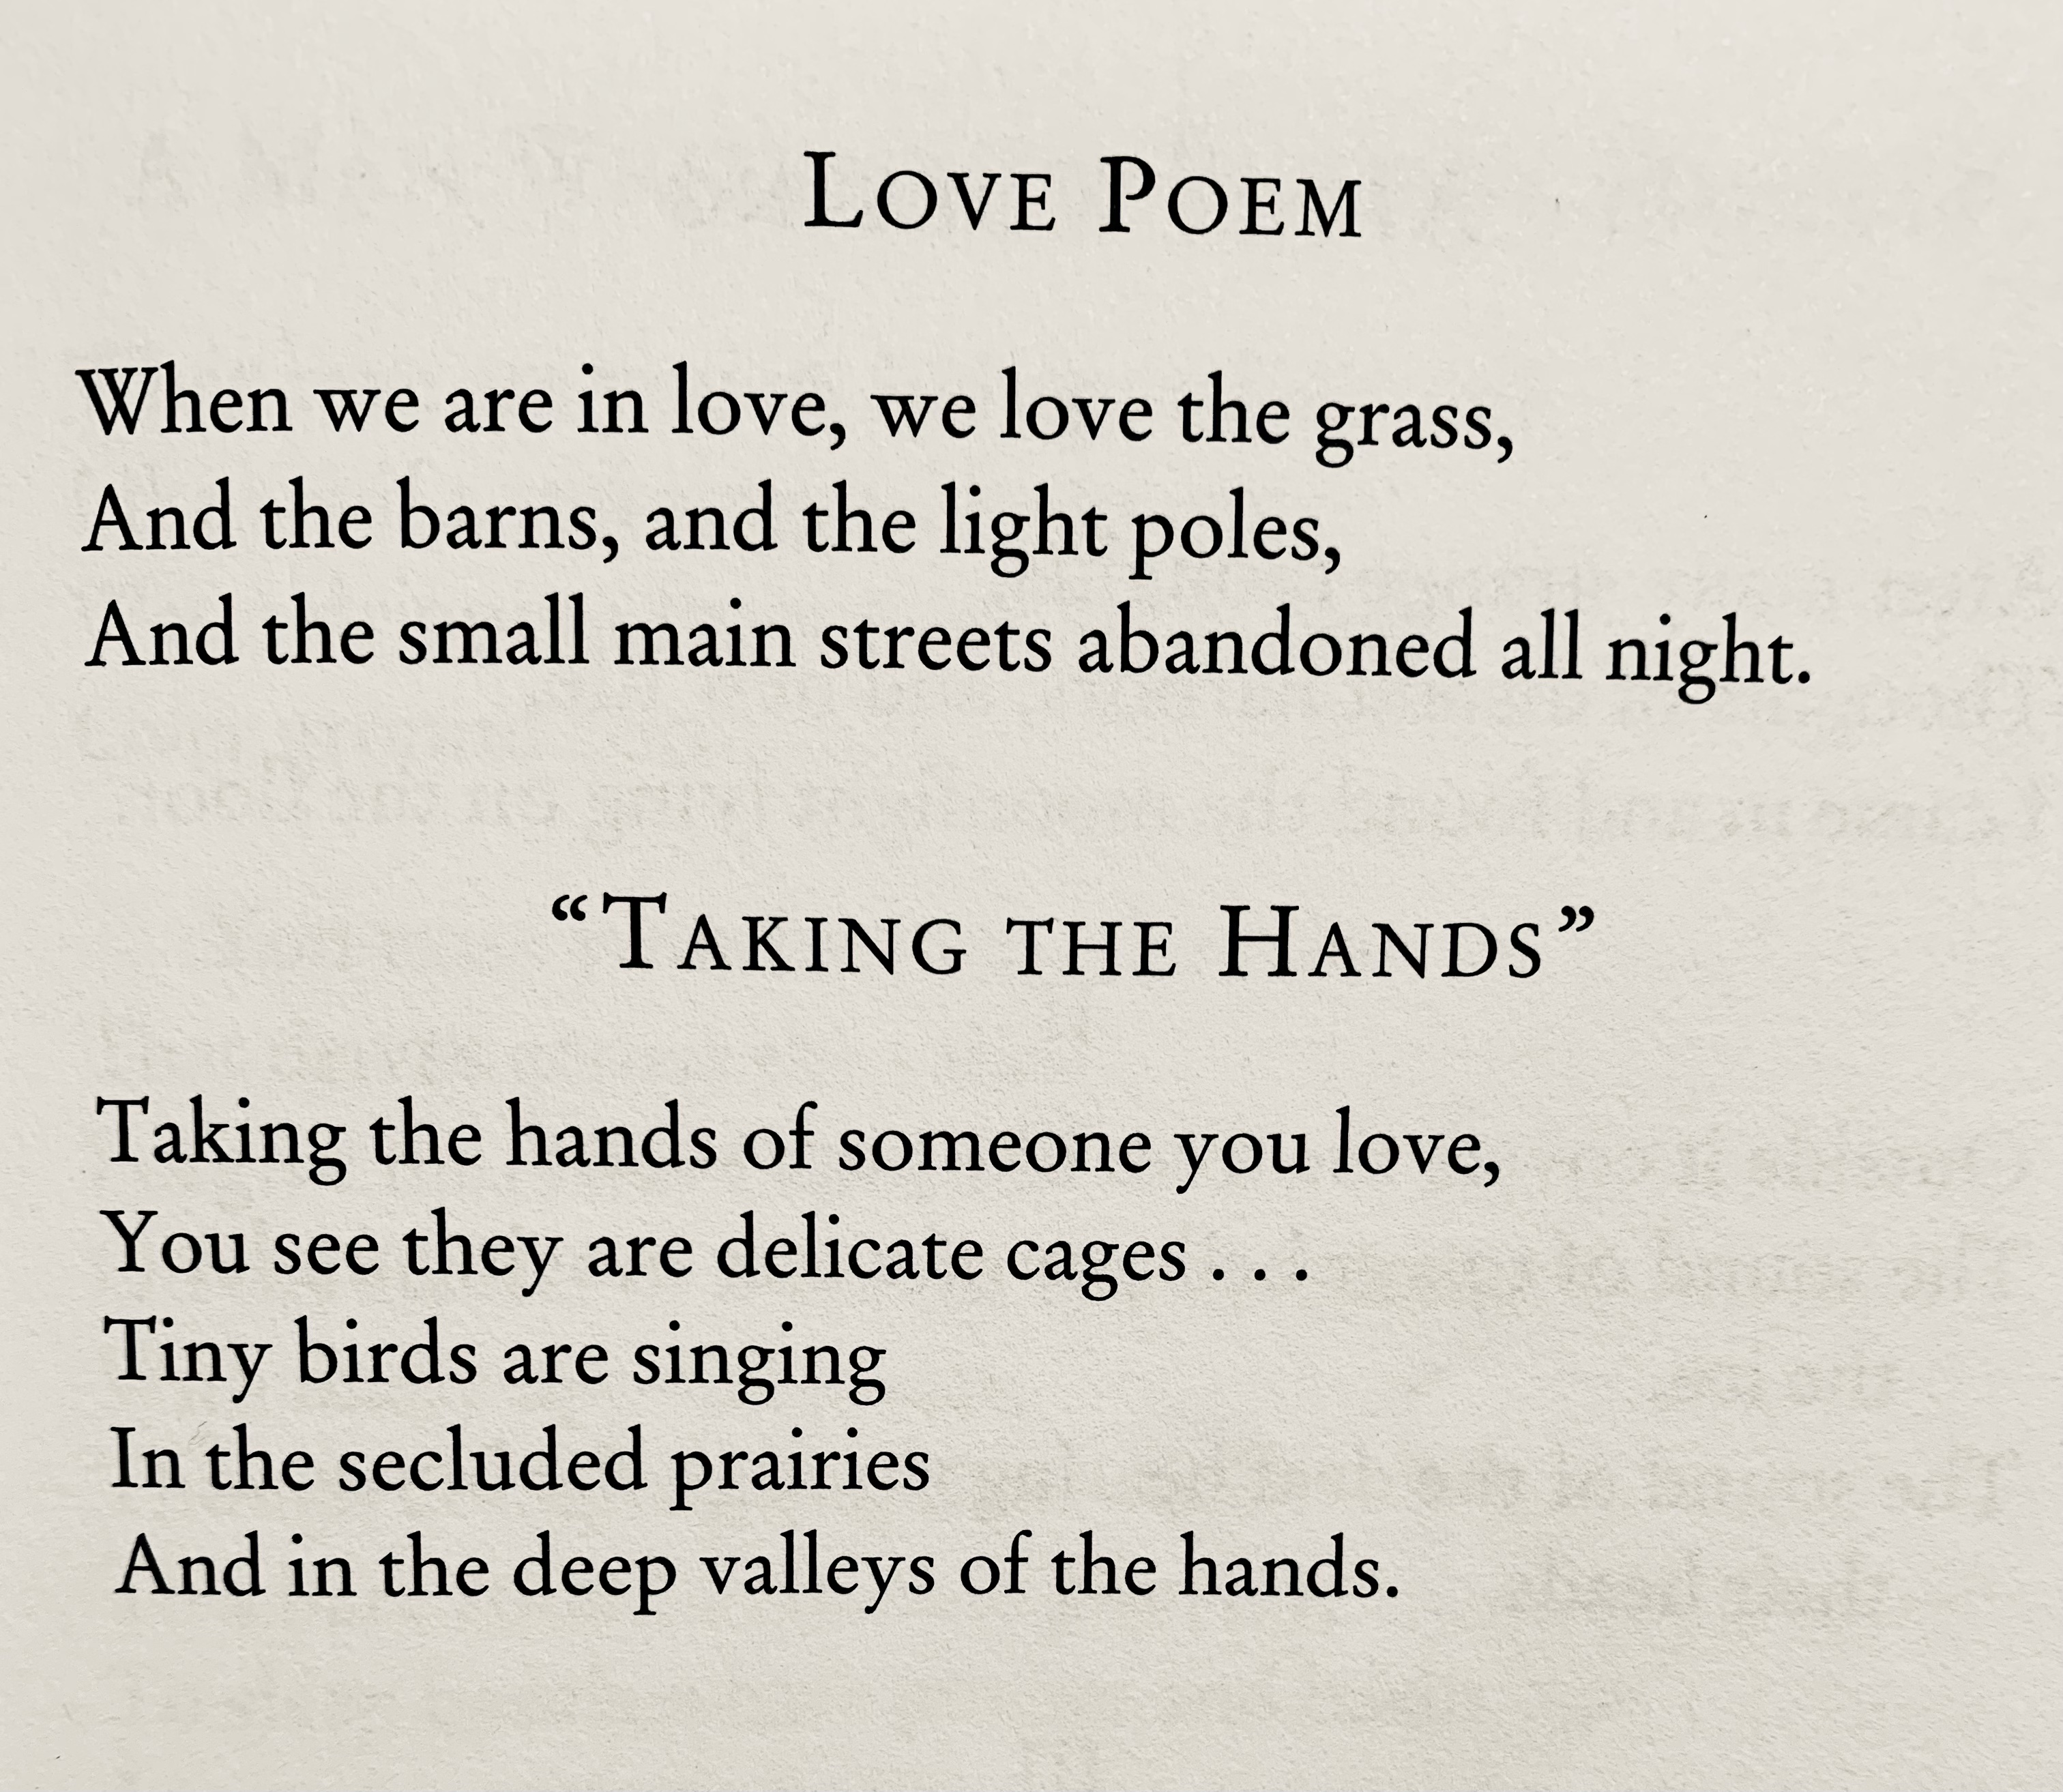 LOVE POEM
When we are in love, we love the grass,
And the barns, and the light poles,
And the small main streets abandoned all night.
“TAKING THE HANDS”
Taking the hands of someone you love,
You see they are delicate cages . . .
Tiny birds are singing
In the secluded prairies
And in the deep valleys of the hands.